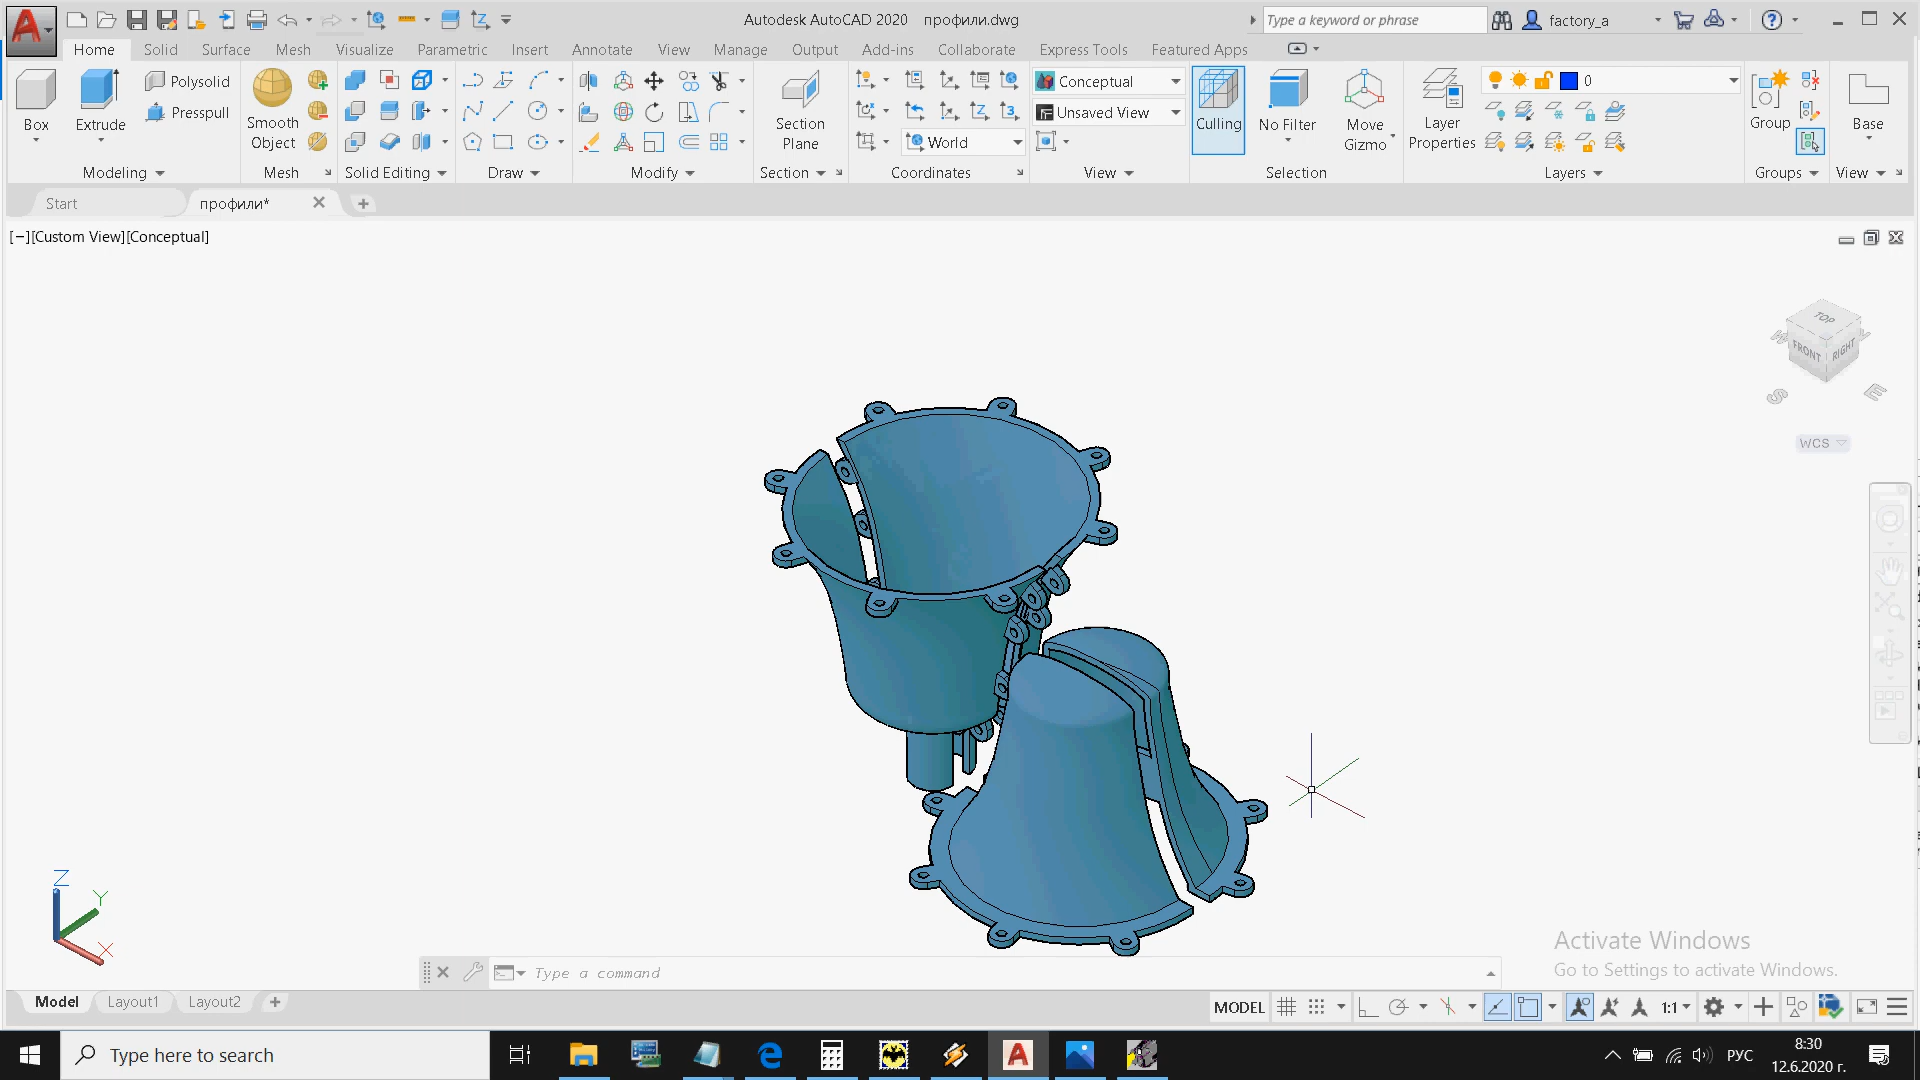 Autodesk AutoCAD 2020 профили.dwg
Type a keyword or phrase
factory_a
Home Solid Surface Mesh Visualize Parametric Insert Annotate View Manage Output Add-ins Collaborate Express Tools Featured Apps
Box
Extrude
Polysolid
Presspull
Smooth
Object
Section
Plane
World
Conceptual
Unsaved View
Culling
No Filter
Move
Gizmo
Layer
Properties
0
Group
Base
Modeling Mesh Solid Editing Draw Modify Section Coordinates View Selection Layers Groups View
Start профили*
[−][Custom View][Conceptual]
TOP
FRONT
RIGHT
S
E
WCS
Z
Y
X
Activate Windows
Go to Settings to activate Windows.
Type a command
Model Layout1 Layout2
MODEL
1:1
Type here to search
РУС
8:30
12.6.2020 г.